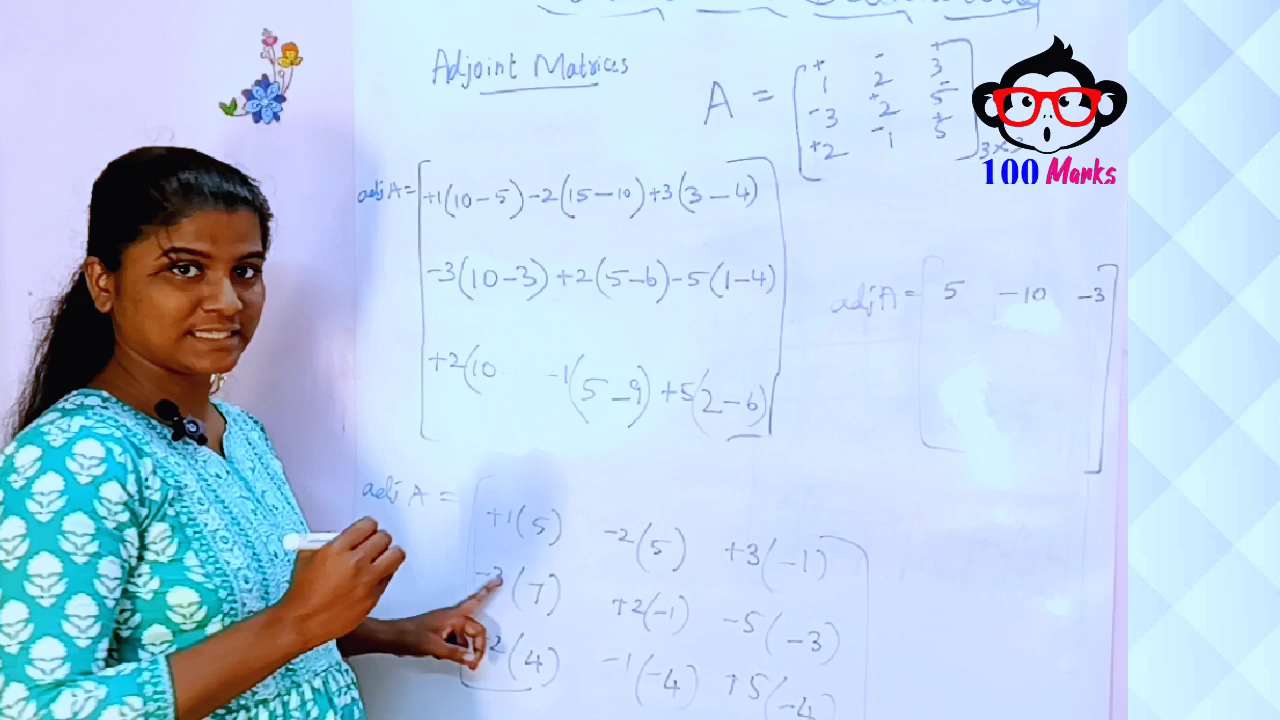 Adjoint Matrices
A = [ + 1 - 2 + 3
- 3 + 2 - 5
+ 2 - 1 + 5 ] 3x3
100 Marks
adj A = [ +1(10-5) -2(15-10) +3(3-4)
-3(10-3) +2(5-6) -5(1-4)
+2(10 -1(5-9) +5(2-6) ]
adj A = [ 5 -10 -3 ]
adj A = [ +1(5) -2(5) +3(-1)
-3(7) +2(-1) -5(-3)
2(4) -1(-4) +5(-4)